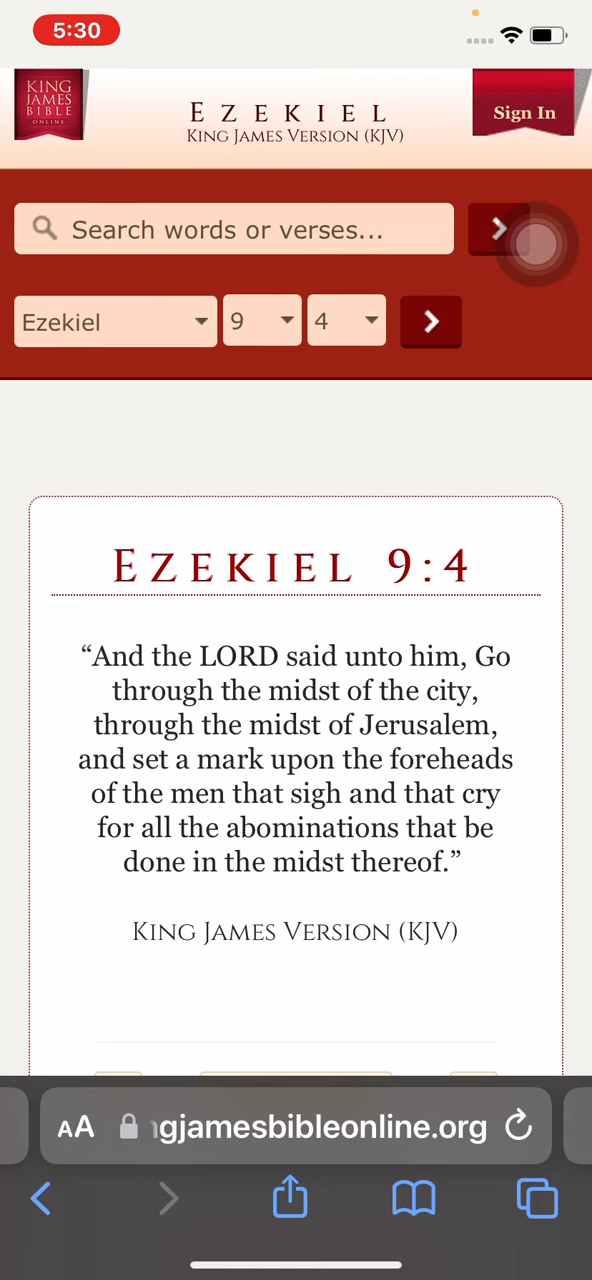 5:30
KING
JAMES
BIBLE
ONLINE
EZEKIEL
KING JAMES VERSION (KJV)
Sign In
Search words or verses...
Ezekiel 9 4
EZEKIEL 9:4
“And the LORD said unto him, Go
through the midst of the city,
through the midst of Jerusalem,
and set a mark upon the foreheads
of the men that sigh and that cry
for all the abominations that be
done in the midst thereof.”
KING JAMES VERSION (KJV)
AA gjamesbibleonline.org